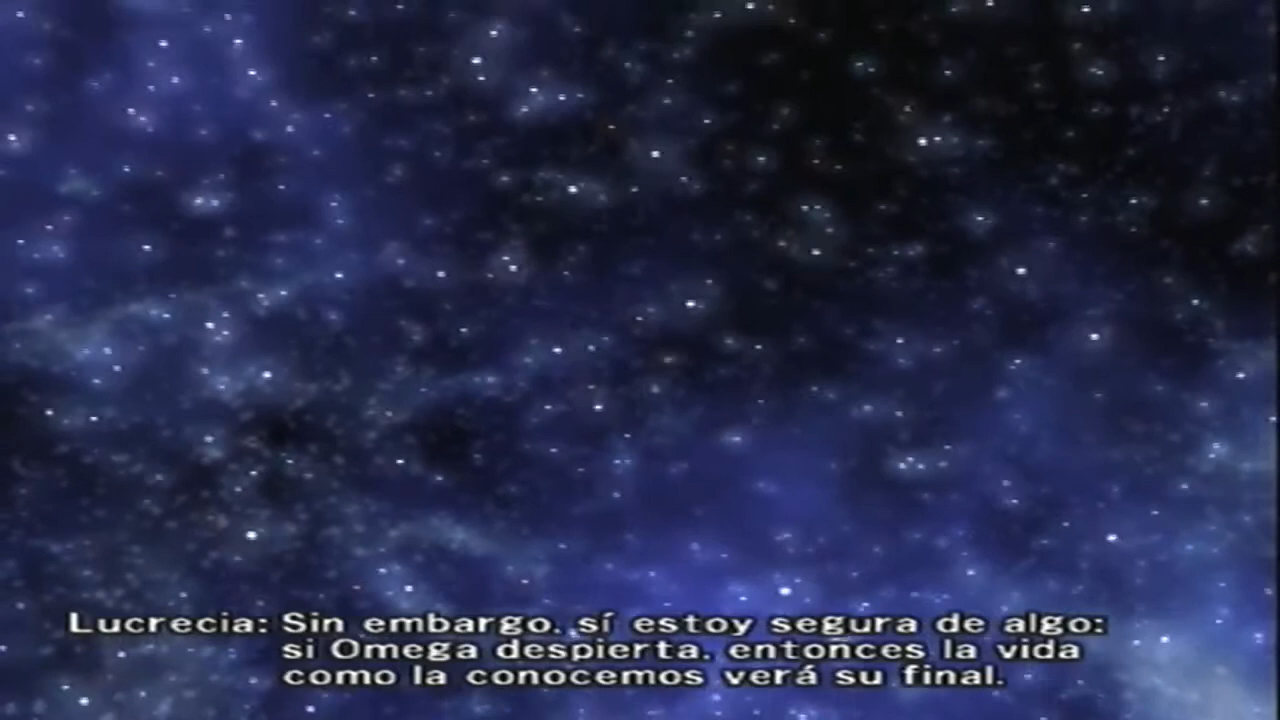 Lucrecia: Sin embargo, sí estoy segura de algo:
si Omega despierta, entonces la vida
como la conocemos verá su final.